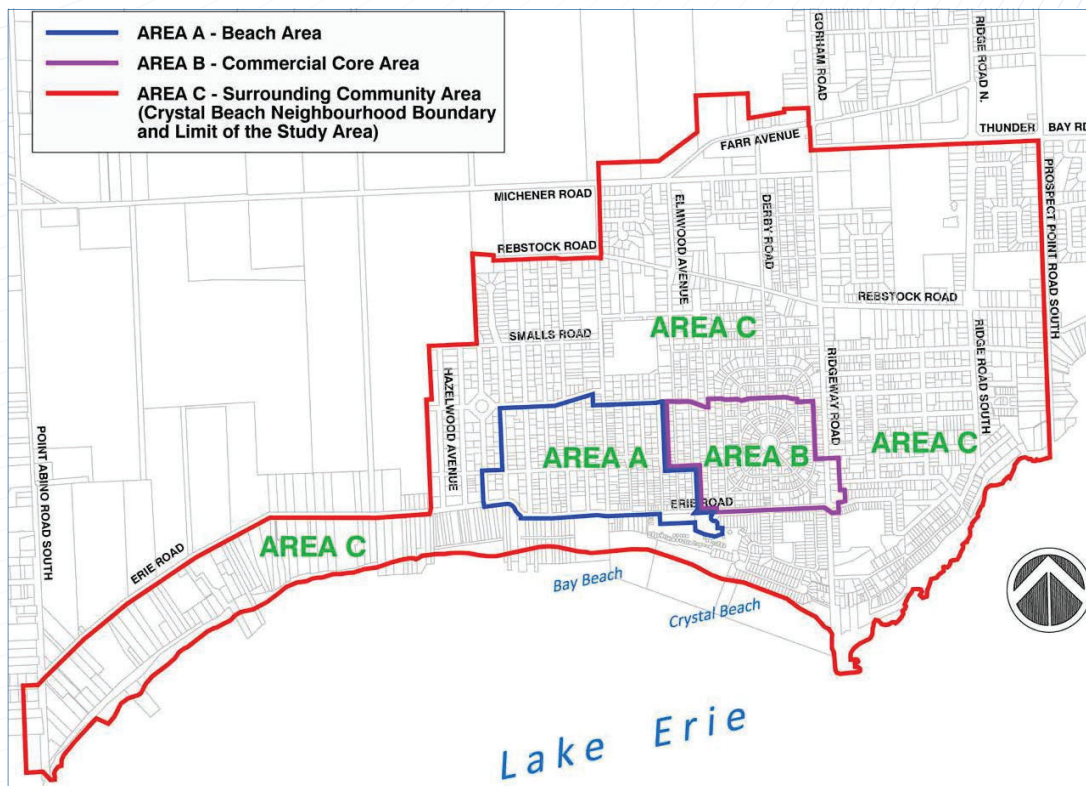 AREA A - Beach Area
AREA B - Commercial Core Area
AREA C - Surrounding Community Area
(Crystal Beach Neighbourhood Boundary
and Limit of the Study Area)
GORHAM ROAD
RIDGE ROAD N.
THUNDER BAY RD
FARR AVENUE
MICHENER ROAD
PROSPECT POINT ROAD SOUTH
ELMWOOD AVENUE
DERBY ROAD
REBSTOCK ROAD
REBSTOCK ROAD
SMALLS ROAD
AREA C
RIDGEWAY ROAD
RIDGE ROAD SOUTH
HAZELWOOD AVENUE
POINT ABINO ROAD SOUTH
AREA A
AREA B
AREA C
ERIE ROAD
ERIE ROAD
AREA C
Bay Beach
Crystal Beach
Lake Erie